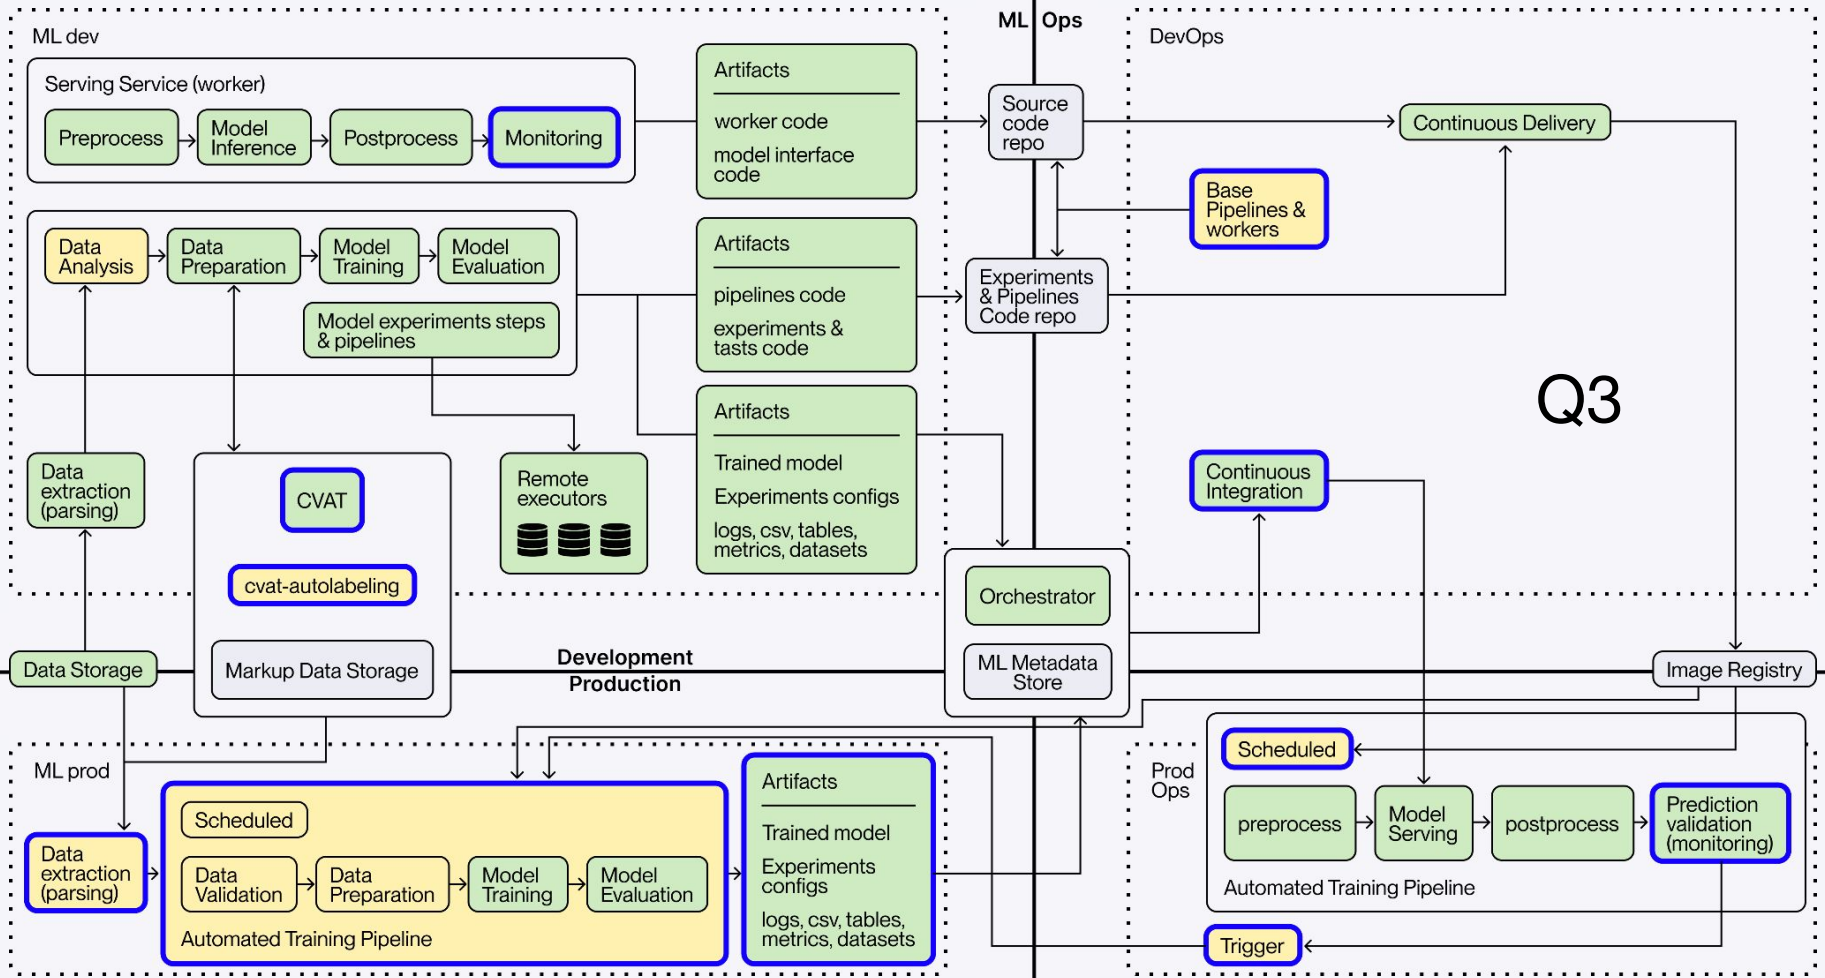 ML
Ops
ML dev
Serving Service (worker)
Preprocess
Model
Inference
Postprocess
Monitoring
Artifacts
worker code
model interface
code
Source
code
repo
DevOps
Continuous Delivery
Base
Pipelines &
workers
Data
Analysis
Data
Preparation
Model
Training
Model
Evaluation
Model experiments steps
& pipelines
Artifacts
pipelines code
experiments &
tasts code
Experiments
& Pipelines
Code repo
Q3
Data
extraction
(parsing)
CVAT
cvat-autolabeling
Markup Data Storage
Remote
executors
Artifacts
Trained model
Experiments configs
logs, csv, tables,
metrics, datasets
Continuous
Integration
Orchestrator
ML Metadata
Store
Data Storage
Development
Production
Image Registry
ML prod
Data
extraction
(parsing)
Scheduled
Data
Validation
Data
Preparation
Model
Training
Model
Evaluation
Automated Training Pipeline
Artifacts
Trained model
Experiments
configs
logs, csv, tables,
metrics, datasets
Prod
Ops
Scheduled
preprocess
Model
Serving
postprocess
Prediction
validation
(monitoring)
Automated Training Pipeline
Trigger